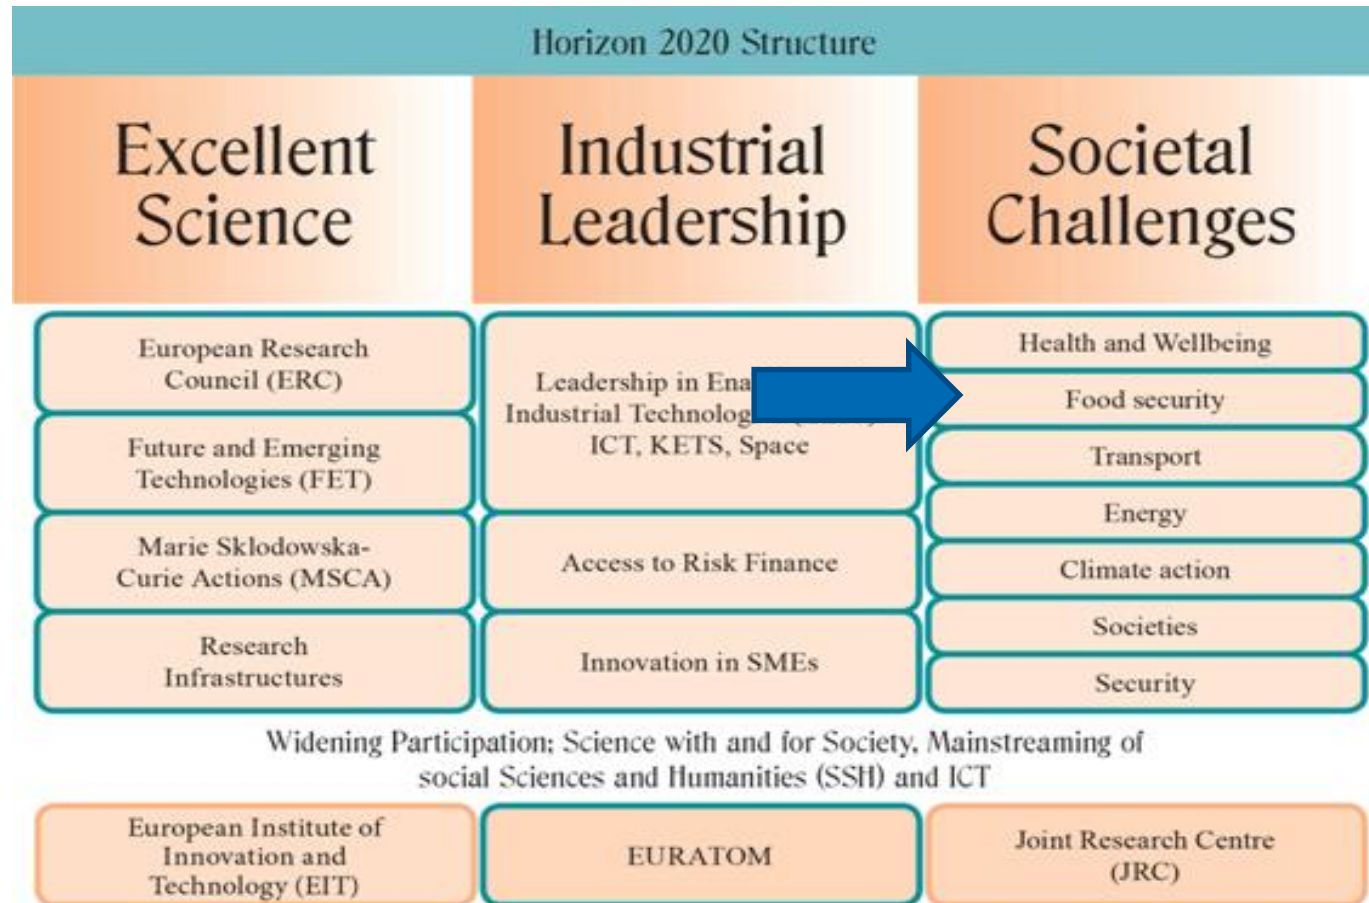 Horizon 2020 Structure
Excellent
Science
Industrial
Leadership
Societal
Challenges
European Research
Council (ERC)
Future and Emerging
Technologies (FET)
Marie Sklodowska-
Curie Actions (MSCA)
Research
Infrastructures
Leadership in
Industrial
ICT, KETS, Space
Access to Risk Finance
Innovation in SMEs
Health and Wellbeing
Food security
Transport
Energy
Climate action
Societies
Security
Widening Participation; Science with and for Society, Mainstreaming of
social Sciences and Humanities (SSH) and ICT
European Institute of
Innovation and
Technology (EIT)
EURATOM
Joint Research Centre
(JRC)